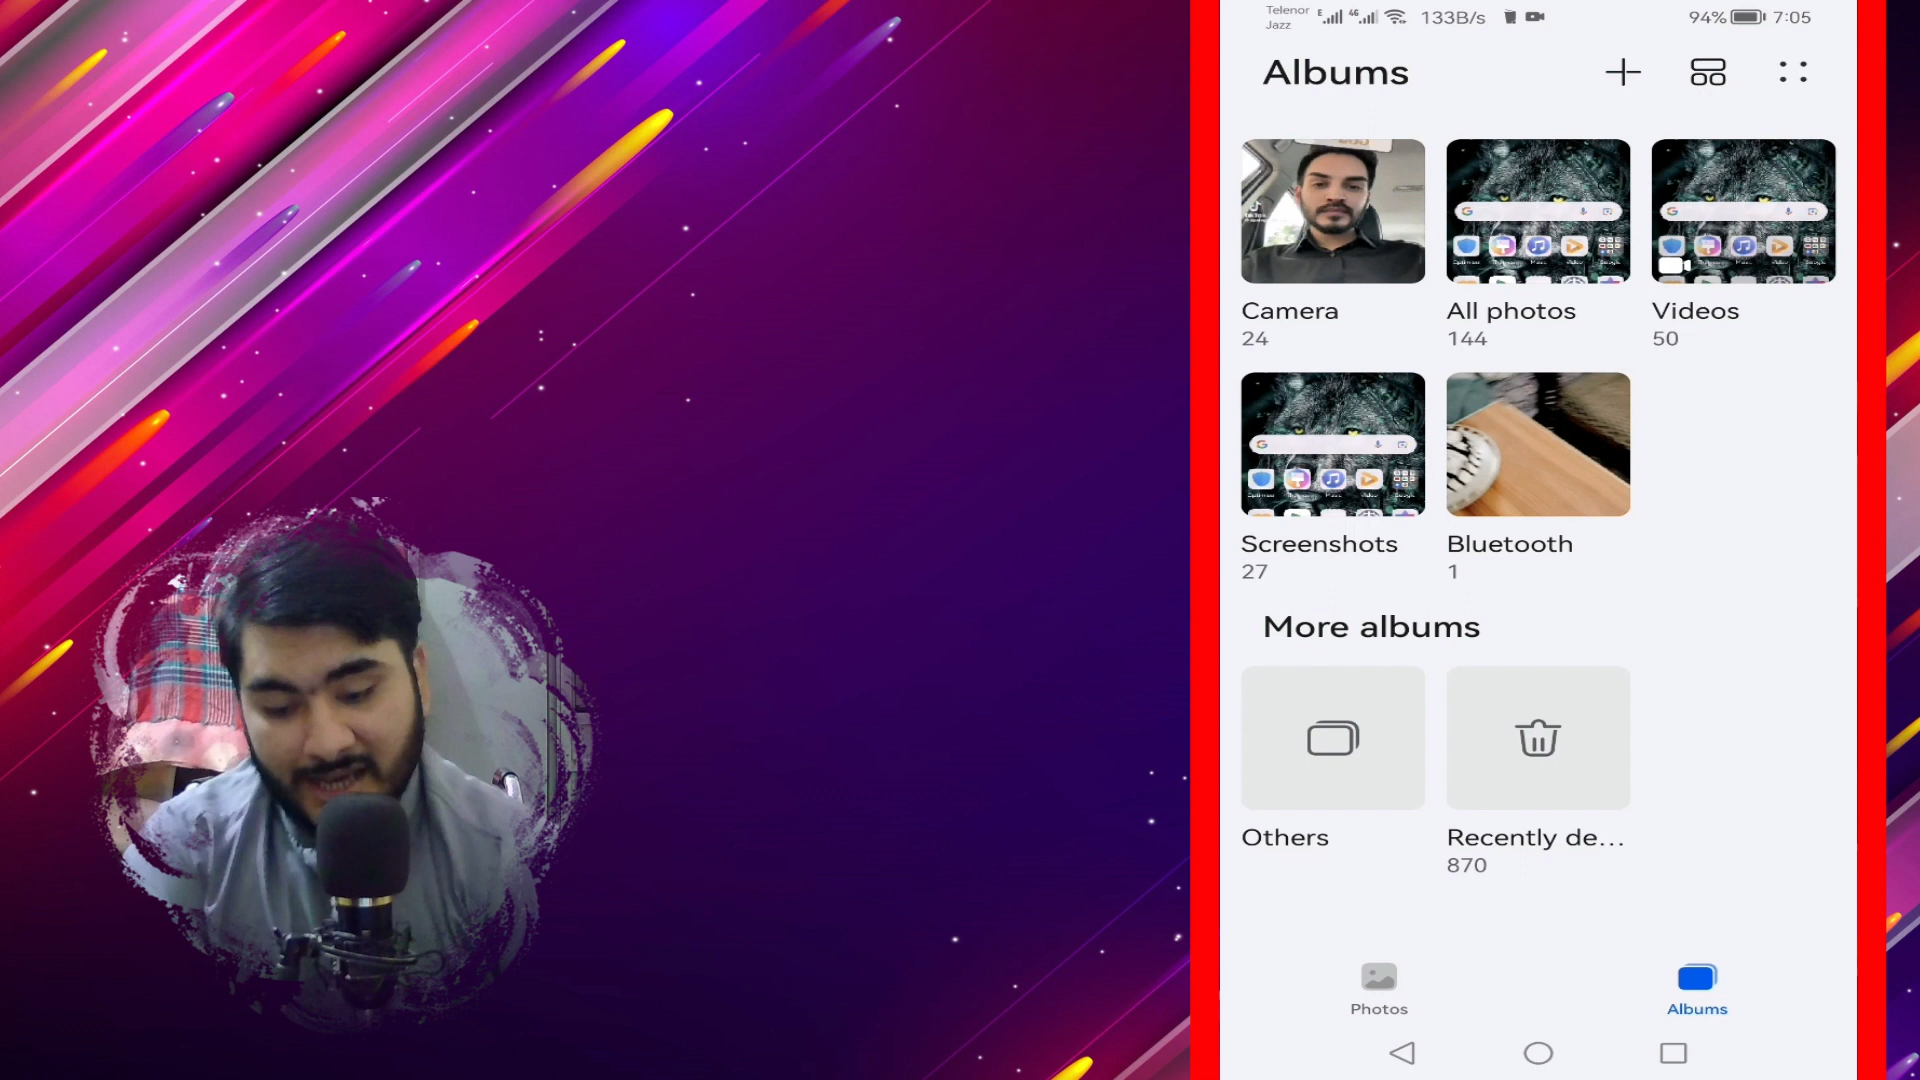 Telenor
Jazz
E
4G
133B/s
94%
7:05
Albums
Camera
24
All photos
144
Videos
50
Screenshots
27
Bluetooth
1
More albums
Others
Recently de...
870
Photos
Albums